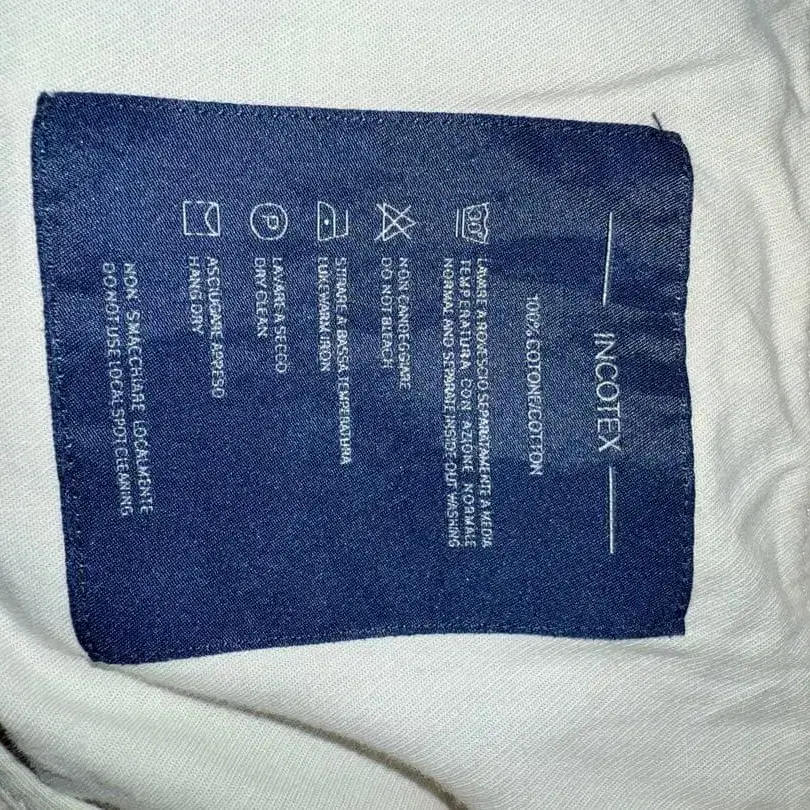 INCOTEX
100% COTONE/COTTON
30
LAVARE A ROVESCIO SEPARATAMENTE A MEDIA
TEMPERATURA CON AZIONE NORMALE
NORMAL AND SEPARATE INSIDE OUT WASHING
NON CANDEGGIARE
DO NOT BLEACH
STIRARE A BASSA TEMPERATURA
LUKEWARM IRON
P
LAVARE A SECCO
DRY CLEAN
ASCIUGARE APPESO
HANG DRY
NON SMACCHIARE LOCALMENTE
DO NOT USE LOCAL SPOT CLEANING